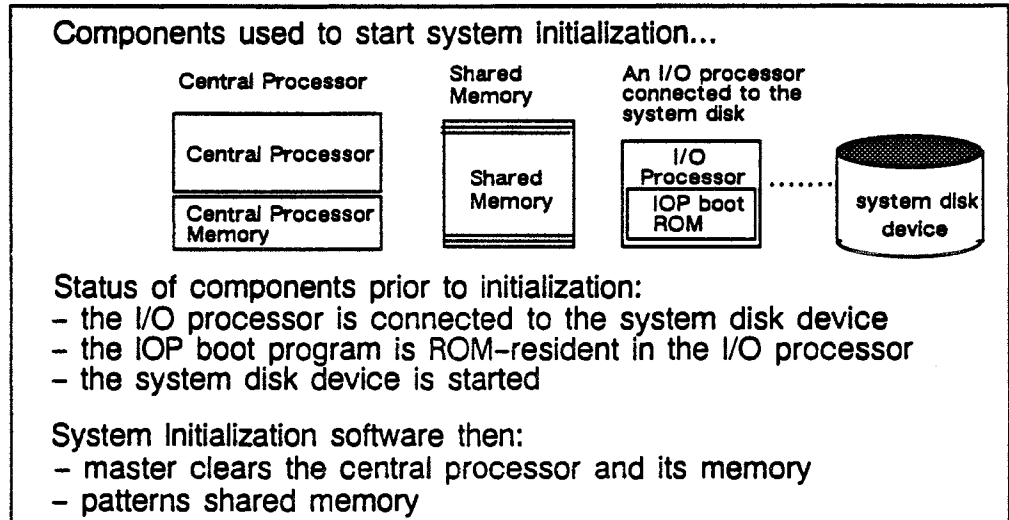 Components used to start system initialization...
Central Processor
Shared
Memory
An I/O processor
connected to the
system disk
Central Processor
Central Processor
Memory
Shared
Memory
I/O
Processor
IOP boot
ROM
system disk
device
Status of components prior to initialization:
– the I/O processor is connected to the system disk device
– the IOP boot program is ROM–resident in the I/O processor
– the system disk device is started
System Initialization software then:
– master clears the central processor and its memory
– patterns shared memory